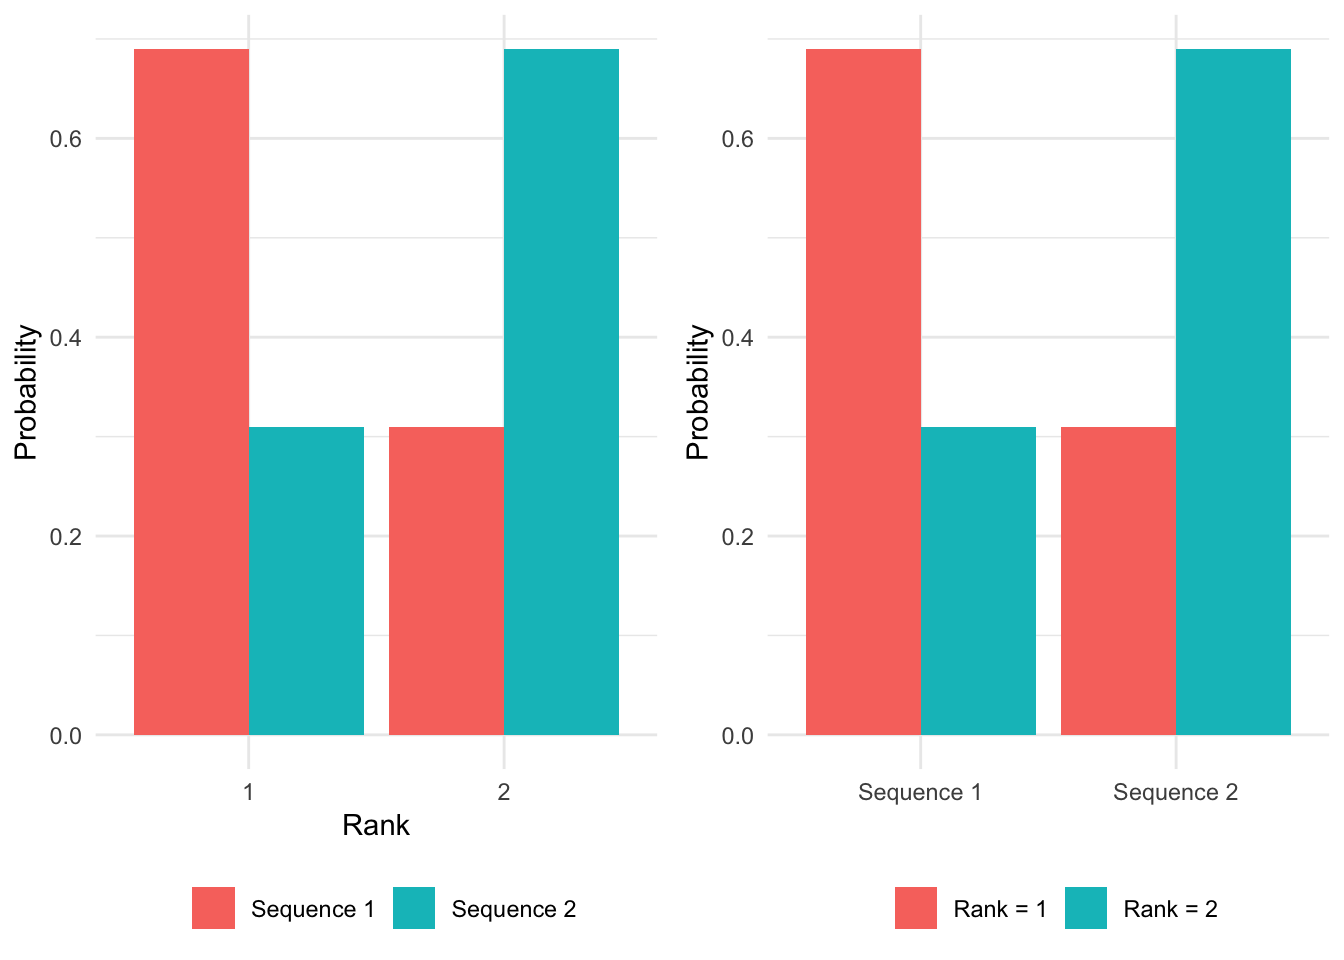 Probability
0.6
0.4
0.2
0.0
1 2
Rank
Sequence 1 Sequence 2
Probability
0.6
0.4
0.2
0.0
Sequence 1 Sequence 2
Rank = 1 Rank = 2